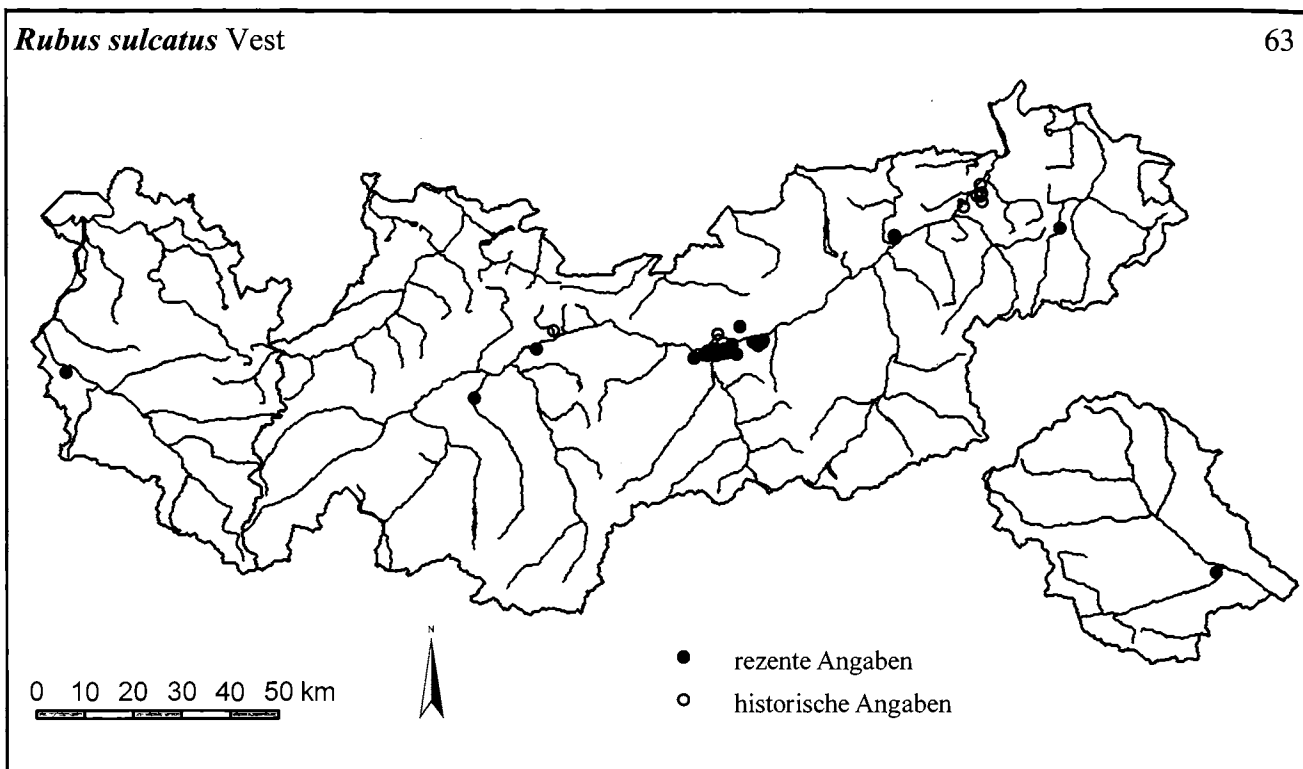 Rubus sulcatus Vest 63
N
rezente Angaben
historische Angaben
0 10 20 30 40 50 km